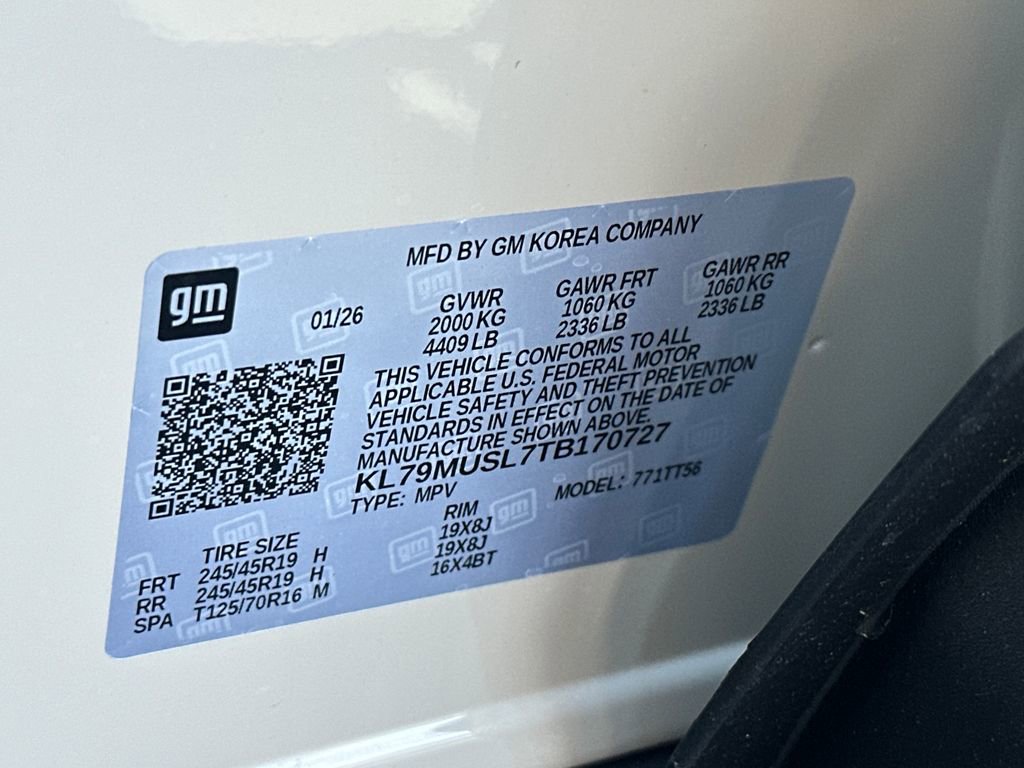 MFD BY GM KOREA COMPANY
gm
01/26
GVWR GAWR FRT GAWR RR
2000 KG 1060 KG 1060 KG
4409 LB 2336 LB 2336 LB
THIS VEHICLE CONFORMS TO ALL
APPLICABLE U.S. FEDERAL MOTOR
VEHICLE SAFETY AND THEFT PREVENTION
STANDARDS IN EFFECT ON THE DATE OF
MANUFACTURE SHOWN ABOVE.
KL79MUSL7TB170727
TYPE: MPV MODEL: 771TT56
TIRE SIZE RIM
FRT 245/45R19 H 19X8J
RR 245/45R19 H 19X8J
SPA T125/70R16 M 16X4BT